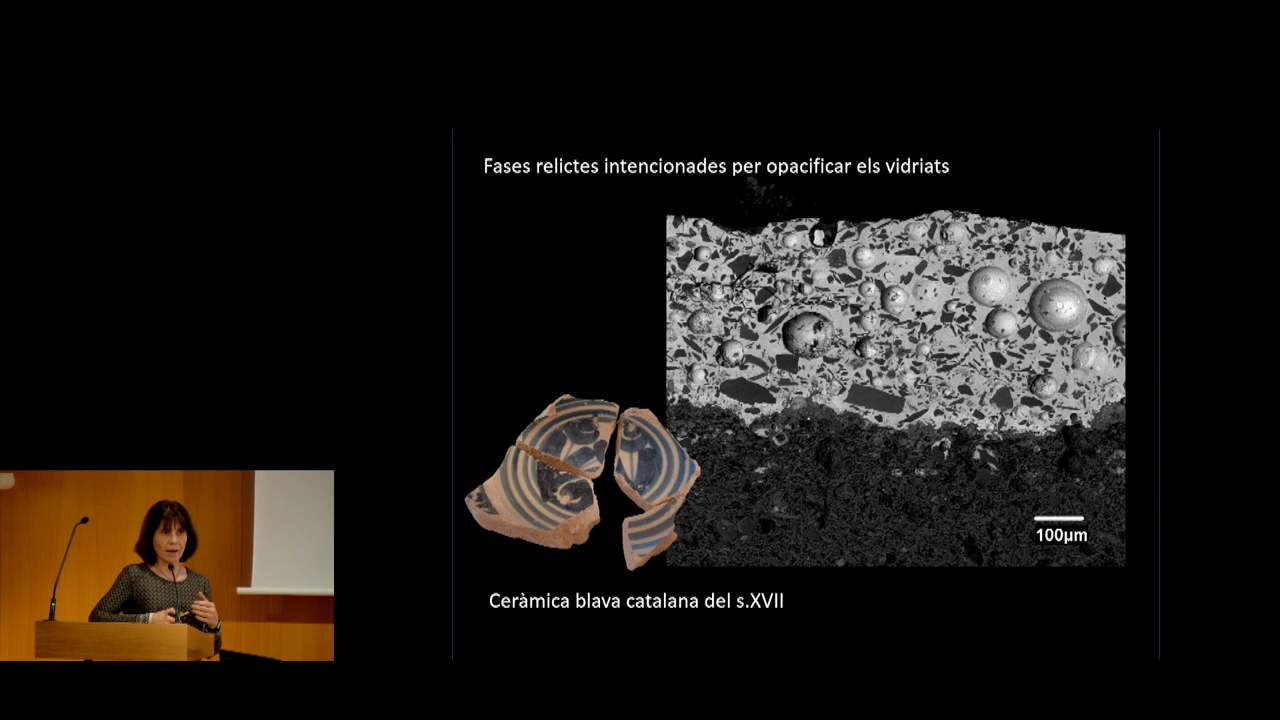 Fases relictes intencionades per opacificar els vidriats
100µm
Ceràmica blava catalana del s.XVII